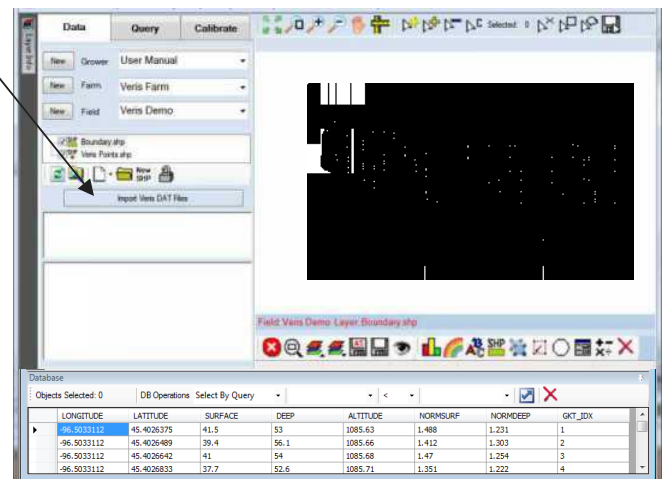 Layer Info
Data Query Calibrate
Selected: 0
New Grower User Manual
New Farm Veris Farm
New Field Veris Demo
Boundary.shp
Veris Points.shp
New SHP
Import Veris DAT Files
Field: Veris Demo Layer: Boundary.shp
SHP
Database
Objects Selected: 0 DB Operations Select By Query <
LONGITUDE LATITUDE SURFACE DEEP ALTITUDE NORMSURF NORMDEEP GKT_IDX
-96.5033112 45.4026375 41.5 53 1085.63 1.488 1.231 1
-96.5033112 45.4026489 39.4 56.1 1085.66 1.412 1.303 2
-96.5033112 45.4026642 41 54 1085.68 1.47 1.254 3
-96.5033112 45.4026833 37.7 52.6 1085.71 1.351 1.222 4